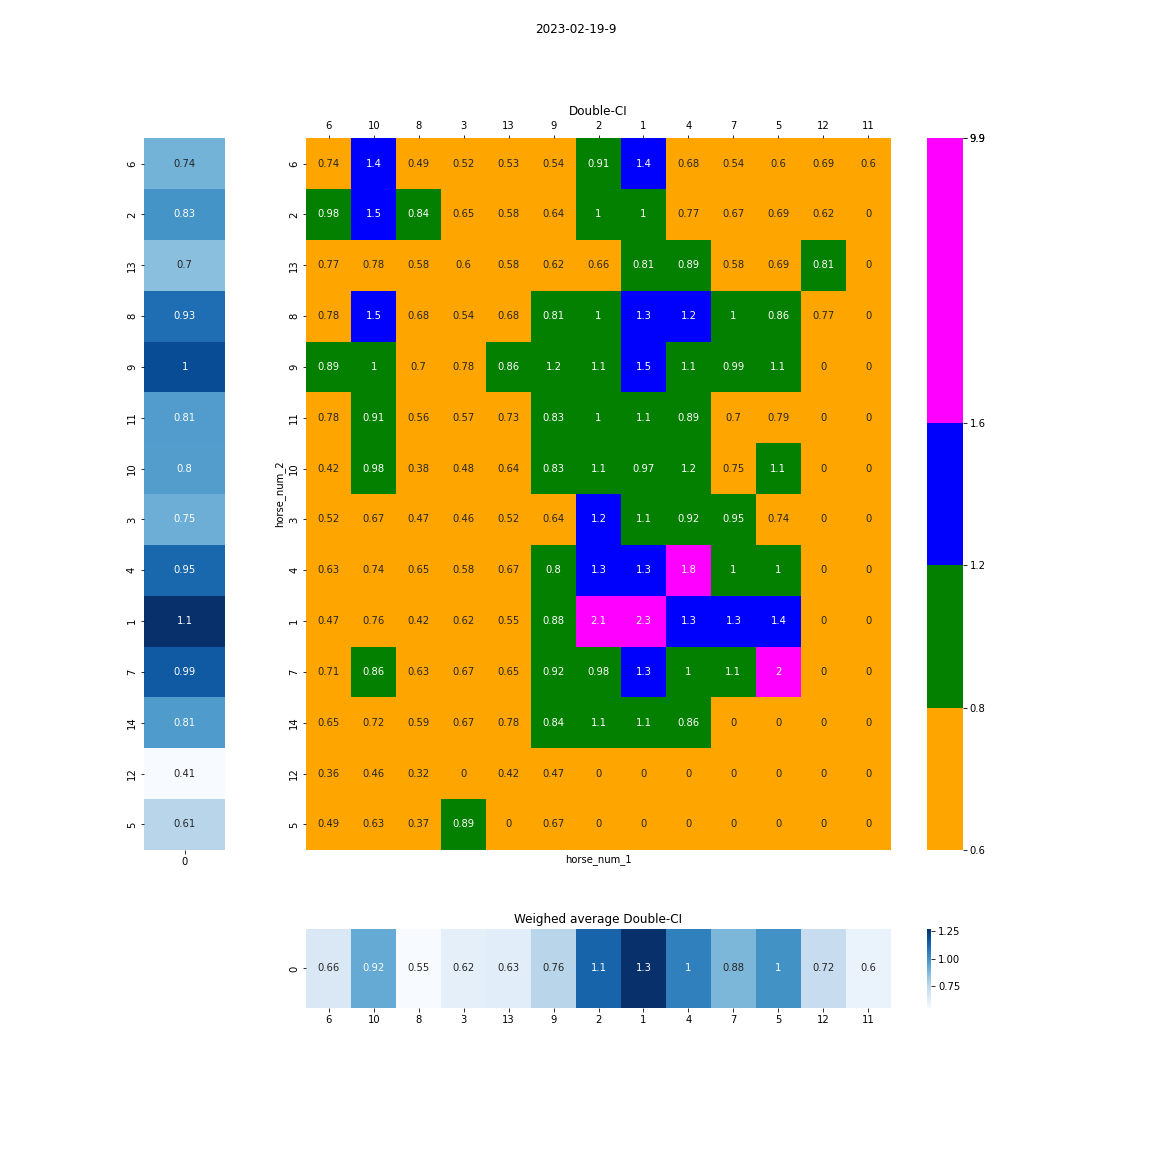 2023-02-19-9
Double-CI
6 10 8 3 13 9 2 1 4 7 5 12 11
6 0.74 6 0.74 1.4 0.49 0.52 0.53 0.54 0.91 1.4 0.68 0.54 0.6 0.69 0.6 9.9
2 0.83 2 0.98 1.5 0.84 0.65 0.58 0.64 1 1 0.77 0.67 0.69 0.62 0
13 0.7 13 0.77 0.78 0.58 0.6 0.58 0.62 0.66 0.81 0.89 0.58 0.69 0.81 0
8 0.93 8 0.78 1.5 0.68 0.54 0.68 0.81 1 1.3 1.2 1 0.86 0.77 0
9 1 9 0.89 1 0.7 0.78 0.86 1.2 1.1 1.5 1.1 0.99 1.1 0 0
11 0.81 11 0.78 0.91 0.56 0.57 0.73 0.83 1 1.1 0.89 0.7 0.79 0 0 1.6
10 0.8 10 0.42 0.98 0.38 0.48 0.64 0.83 1.1 0.97 1.2 0.75 1.1 0 0
horse_num_2
3 0.75 3 0.52 0.67 0.47 0.46 0.52 0.64 1.2 1.1 0.92 0.95 0.74 0 0
4 0.95 4 0.63 0.74 0.65 0.58 0.67 0.8 1.3 1.3 1.8 1 1 0 0 1.2
1 1.1 1 0.47 0.76 0.42 0.62 0.55 0.88 2.1 2.3 1.3 1.3 1.4 0 0
7 0.99 7 0.71 0.86 0.63 0.67 0.65 0.92 0.98 1.3 1 1.1 2 0 0
14 0.81 14 0.65 0.72 0.59 0.67 0.78 0.84 1.1 1.1 0.86 0 0 0 0 0.8
12 0.41 12 0.36 0.46 0.32 0 0.42 0.47 0 0 0 0 0 0 0
5 0.61 5 0.49 0.63 0.37 0.89 0 0.67 0 0 0 0 0 0 0
0.6
0
horse_num_1
Weighed average Double-CI
0 0.66 0.92 0.55 0.62 0.63 0.76 1.1 1.3 1 0.88 1 0.72 0.6
1.25
1.00
0.75
6 10 8 3 13 9 2 1 4 7 5 12 11